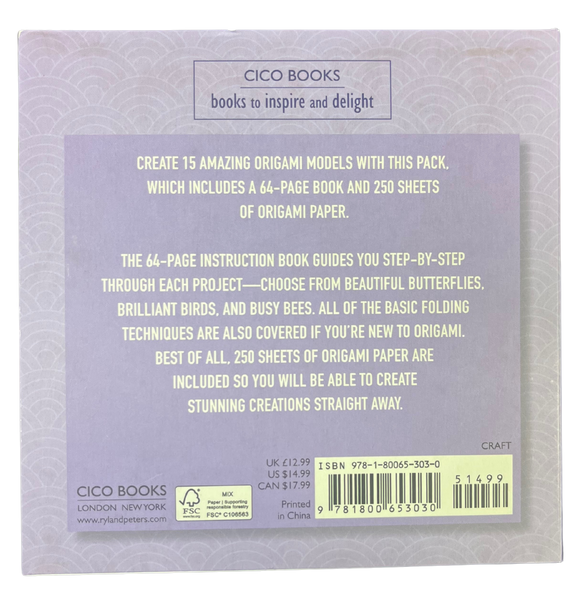 CICO BOOKS
books to inspire and delight
CREATE 15 AMAZING ORIGAMI MODELS WITH THIS PACK,
WHICH INCLUDES A 64-PAGE BOOK AND 250 SHEETS
OF ORIGAMI PAPER.
THE 64-PAGE INSTRUCTION BOOK GUIDES YOU STEP-BY-STEP
THROUGH EACH PROJECT—CHOOSE FROM BEAUTIFUL BUTTERFLIES,
BRILLIANT BIRDS, AND BUSY BEES. ALL OF THE BASIC FOLDING
TECHNIQUES ARE ALSO COVERED IF YOU'RE NEW TO ORIGAMI.
BEST OF ALL, 250 SHEETS OF ORIGAMI PAPER ARE
INCLUDED SO YOU WILL BE ABLE TO CREATE
STUNNING CREATIONS STRAIGHT AWAY.
CRAFT
UK £12.99
US $14.99
CAN $17.99
Printed
in China
ISBN 978-1-80065-303-0
51499
9 781800 653030
CICO BOOKS
LONDON NEW YORK
www.rylandpeters.com
FSC
www.fsc.org
MIX
Paper | Supporting
responsible forestry
FSC® C106563